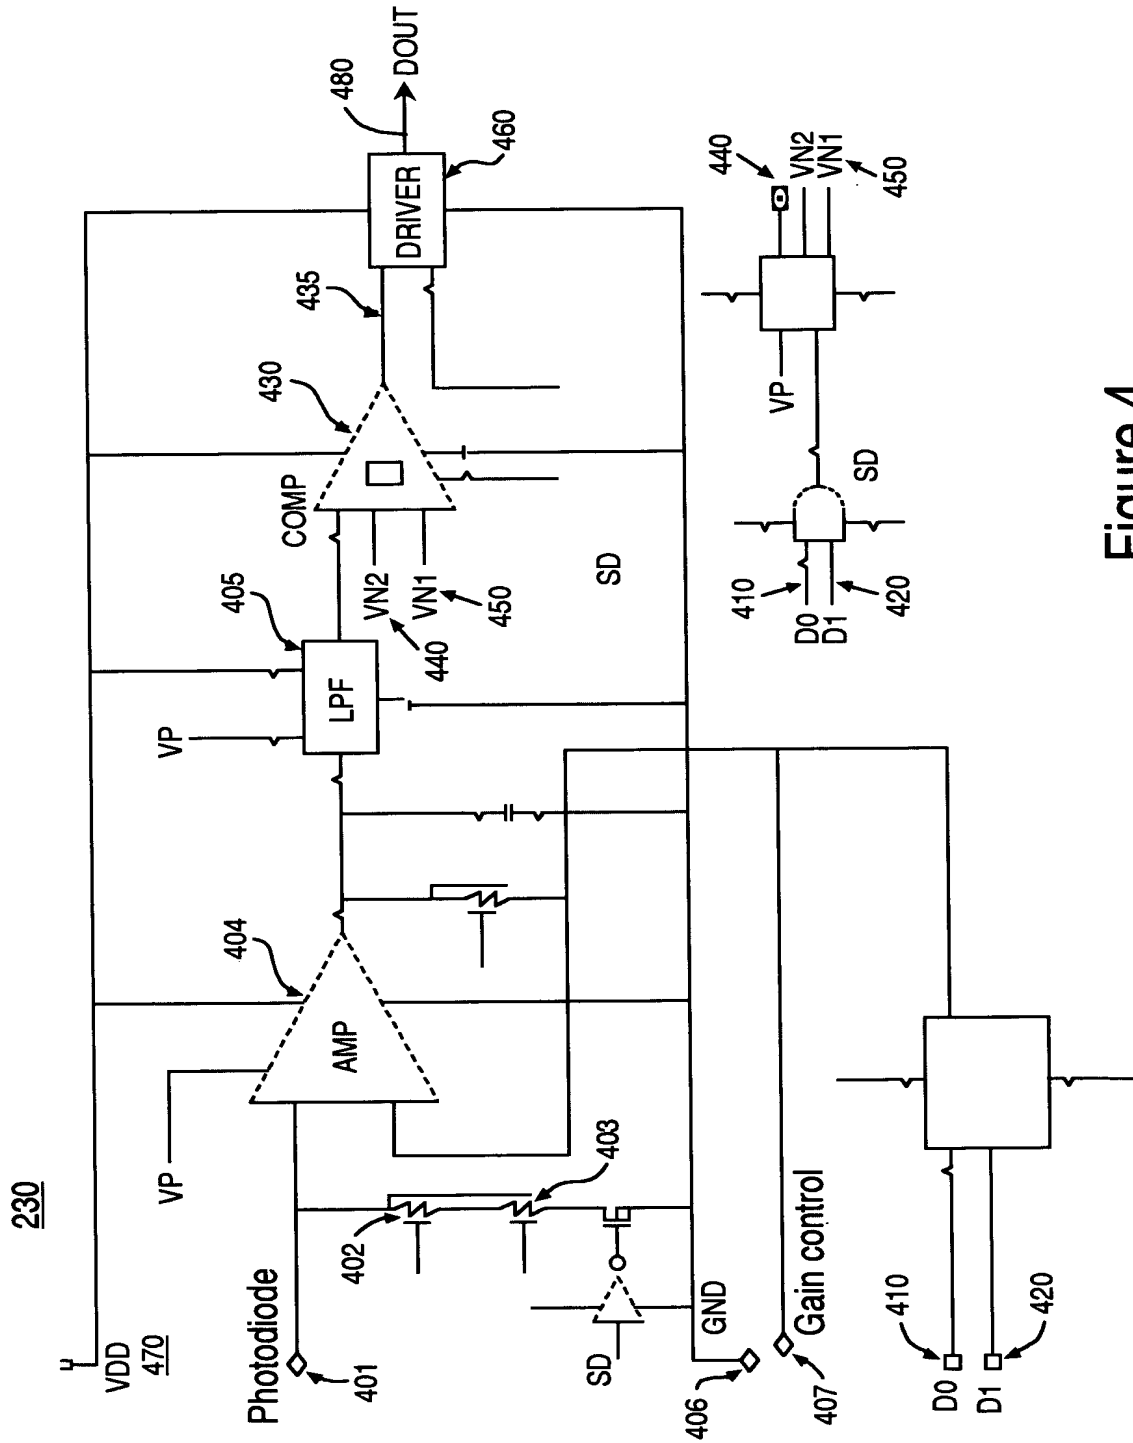 230
VDD
470
VP
Photodiode
401
402
403
AMP
404
VP
LPF
405
COMP
430
VN2
440
VN1
450
435
DRIVER
460
480
DOUT
SD
SD
GND
406
407
Gain control
D0
410
D1
420
410
D0
D1
420
SD
VP
440
VN2
VN1
450
Figure 4